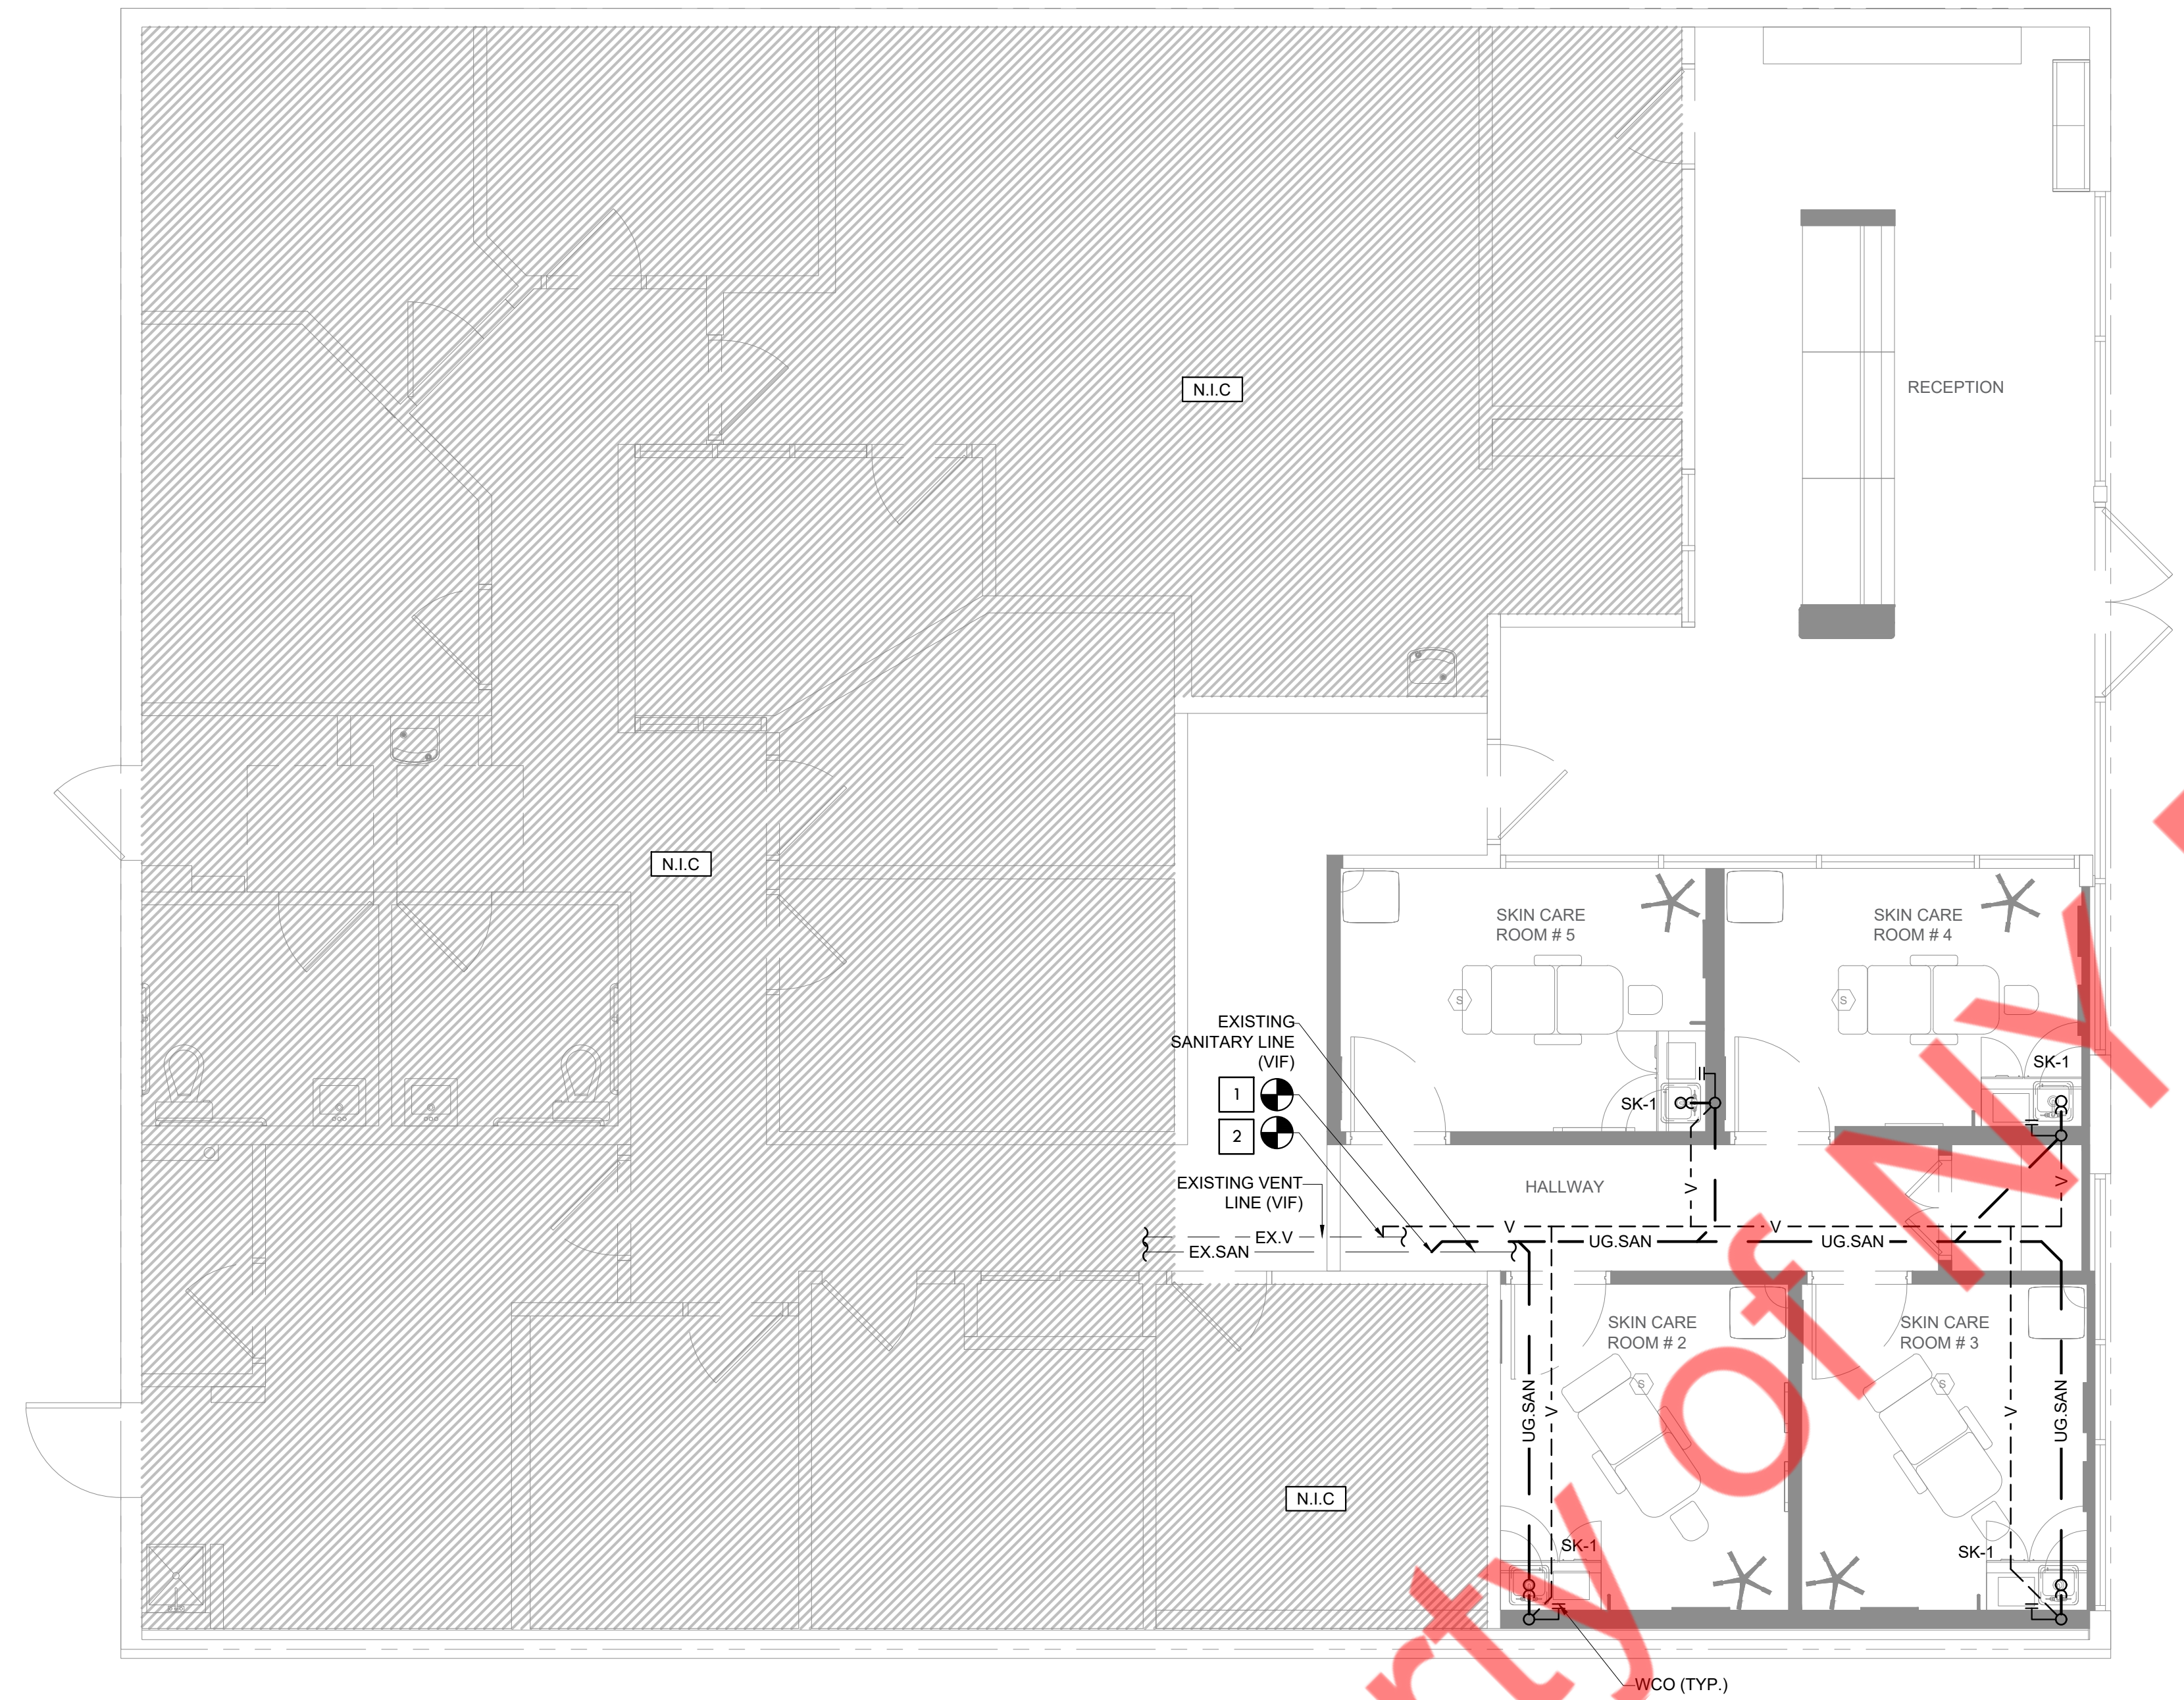 N.I.C
RECEPTION
N.I.C
SKIN CARE
ROOM # 5
SKIN CARE
ROOM # 4
S
S
EXISTING
SANITARY LINE
(VIF)
SK-1
SK-1
1
2
EXISTING VENT
LINE (VIF)
HALLWAY
V
V
EX.V
V
V
EX.SAN
UG.SAN
UG.SAN
SKIN CARE
ROOM # 2
SKIN CARE
ROOM # 3
S
S
UG.SAN
V
V
UG.SAN
N.I.C
SK-1
SK-1
WCO (TYP.)
rty of NY